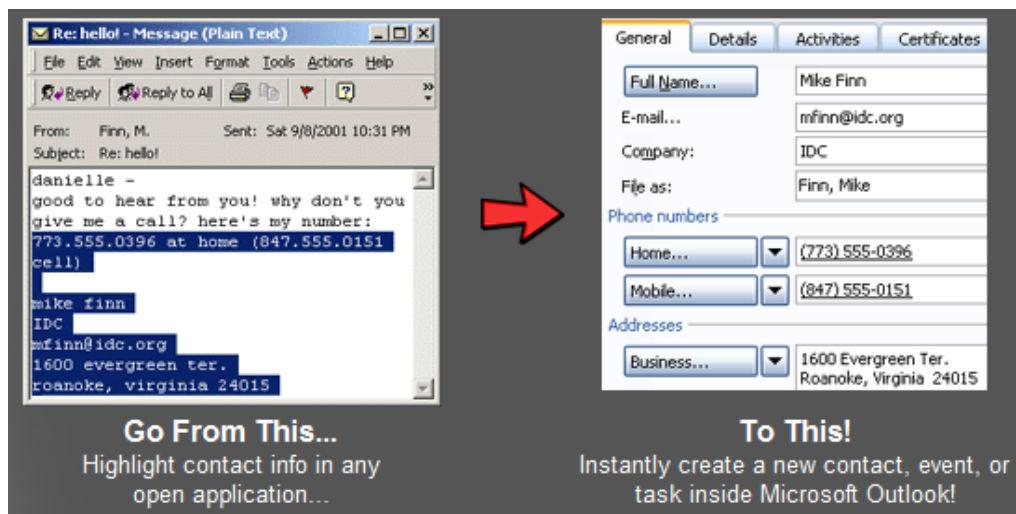 Re: hello! - Message (Plain Text)
File Edit View Insert Format Tools Actions Help
Reply Reply to All
From: Finn, M. Sent: Sat 9/8/2001 10:31 PM
Subject: Re: hello!
danielle -
good to hear from you! why don't you
give me a call? here's my number:
773.555.0396 at home (847.555.0151
cell)
mike finn
IDC
mfinn@idc.org
1600 evergreen ter.
roanoke, virginia 24015
Go From This...
Highlight contact info in any
open application...
General Details Activities Certificates
Full Name... Mike Finn
E-mail... mfinn@idc.org
Company: IDC
File as: Finn, Mike
Phone numbers
Home... (773) 555-0396
Mobile... (847) 555-0151
Addresses
Business... 1600 Evergreen Ter.
Roanoke, Virginia 24015
To This!
Instantly create a new contact, event, or
task inside Microsoft Outlook!